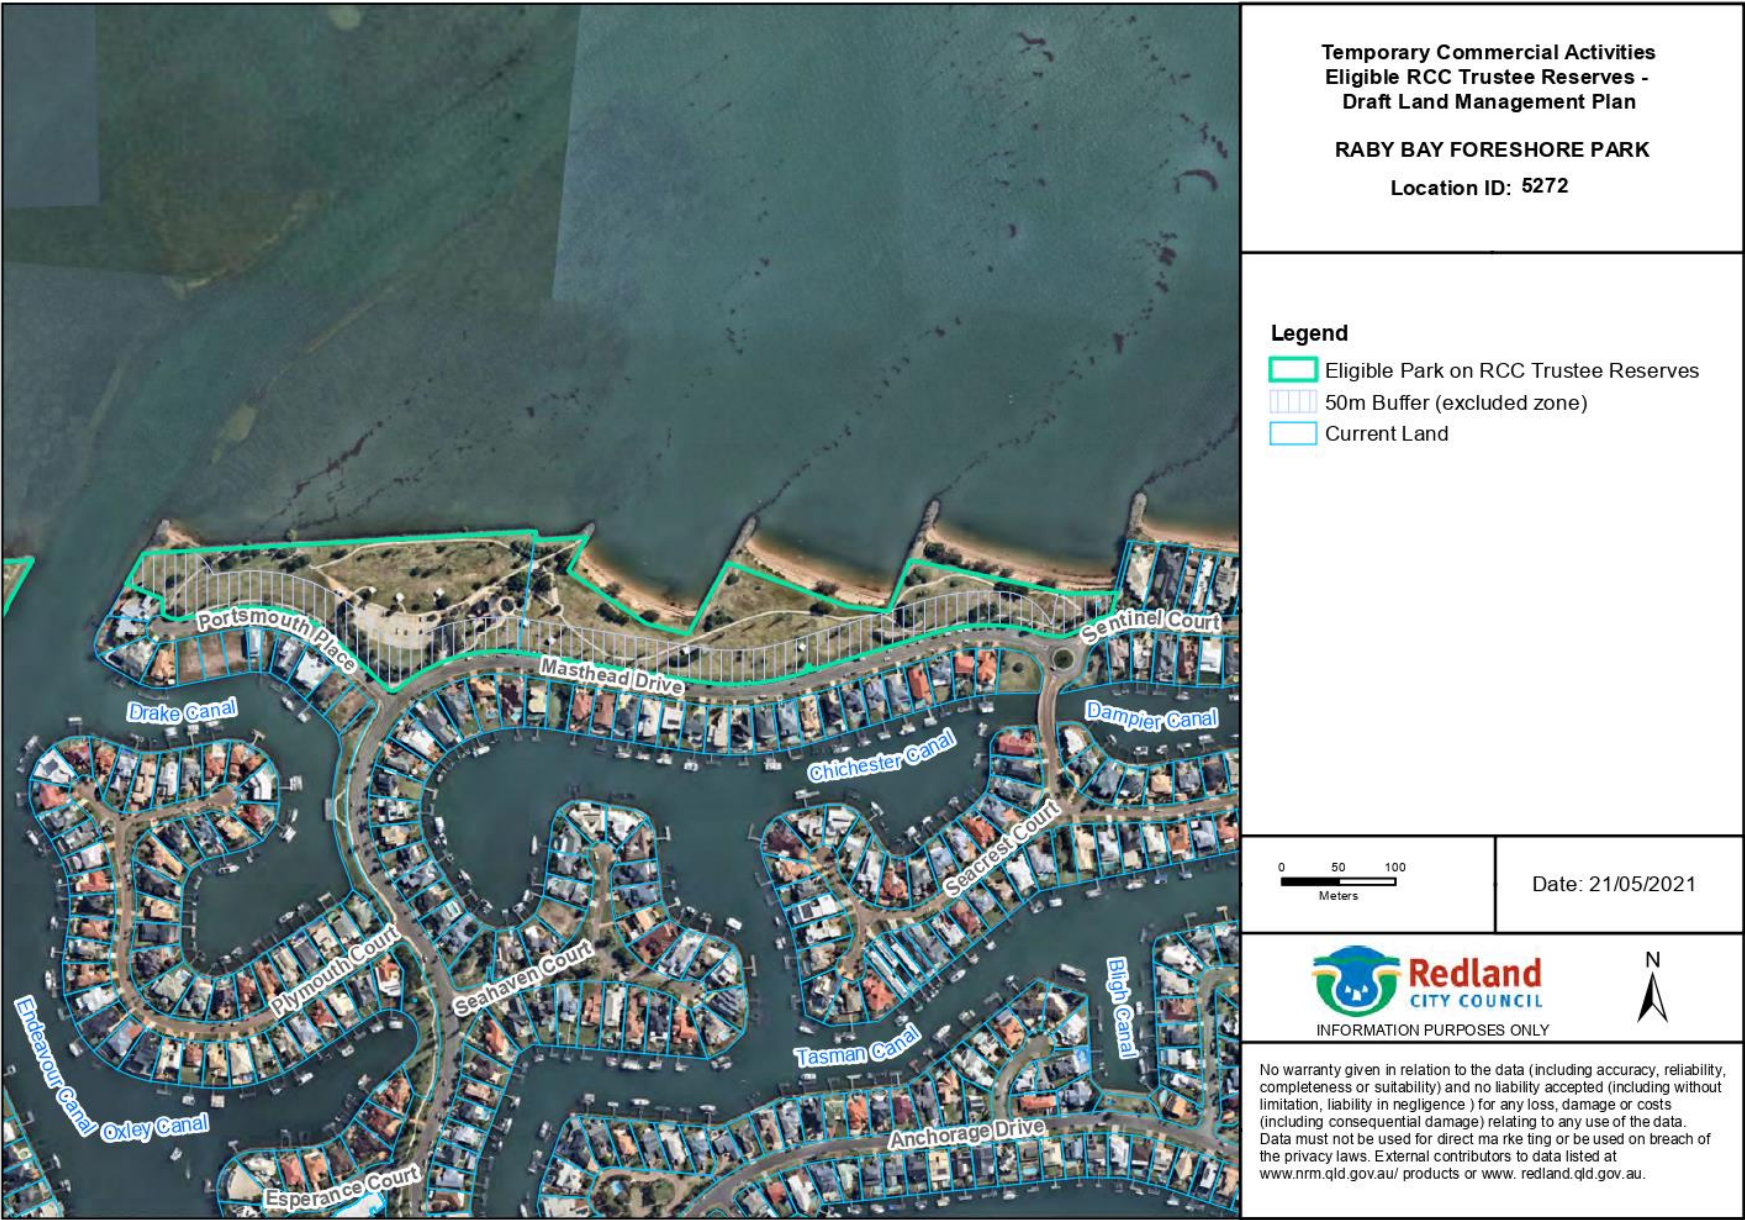 Temporary Commercial Activities
Eligible RCC Trustee Reserves -
Draft Land Management Plan
RABY BAY FORESHORE PARK
Location ID: 5272
Legend
Eligible Park on RCC Trustee Reserves
50m Buffer (excluded zone)
Current Land
Portsmouth Place
Masthead Drive
Sentinel Court
Drake Canal
Dampier Canal
Chichester Canal
Seacrest Court
Plymouth Court
Seahaven Court
Bligh Canal
Endeavour Canal
Tasman Canal
Oxley Canal
Anchorage Drive
Esperance Court
0 50 100
Meters
Date: 21/05/2021
Redland
CITY COUNCIL
INFORMATION PURPOSES ONLY
N
No warranty given in relation to the data (including accuracy, reliability,
completeness or suitability) and no liability accepted (including without
limitation, liability in negligence ) for any loss, damage or costs
(including consequential damage) relating to any use of the data.
Data must not be used for direct ma rke ting or be used on breach of
the privacy laws. External contributors to data listed at
www.nrm.qld.gov.au/ products or www. redland.qld.gov.au.